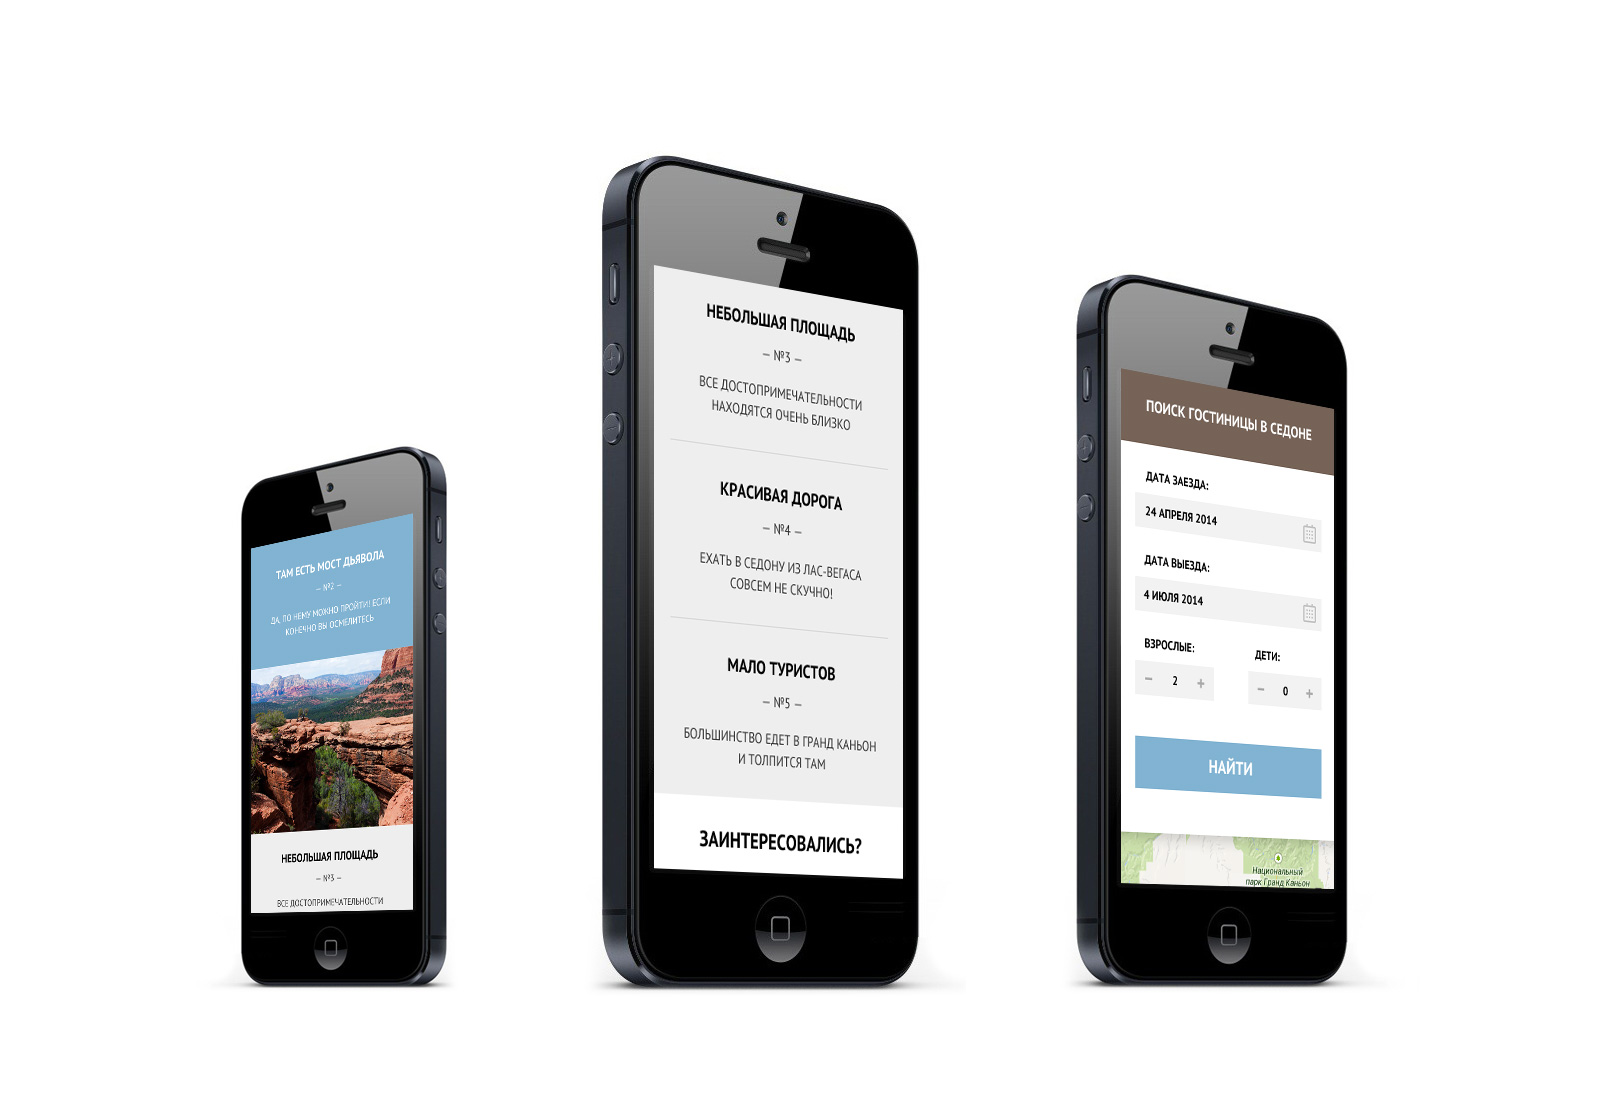 ТАМ ЕСТЬ МОСТ ДЬЯВОЛА
— №2 —
ДА, ПО НЕМУ МОЖНО ПРОЙТИ! ЕСЛИ
КОНЕЧНО ВЫ ОСМЕЛИТЕСЬ
НЕБОЛЬШАЯ ПЛОЩАДЬ
— №3 —
ВСЕ ДОСТОПРИМЕЧАТЕЛЬНОСТИ
НЕБОЛЬШАЯ ПЛОЩАДЬ
— №3 —
ВСЕ ДОСТОПРИМЕЧАТЕЛЬНОСТИ
НАХОДЯТСЯ ОЧЕНЬ БЛИЗКО
КРАСИВАЯ ДОРОГА
— №4 —
ЕХАТЬ В СЕДОНУ ИЗ ЛАС-ВЕГАСА
СОВСЕМ НЕ СКУЧНО!
МАЛО ТУРИСТОВ
— №5 —
БОЛЬШИНСТВО ЕДЕТ В ГРАНД КАНЬОН
И ТОЛПИТСЯ ТАМ
ЗАИНТЕРЕСОВАЛИСЬ?
ПОИСК ГОСТИНИЦЫ В СЕДОНЕ
ДАТА ЗАЕЗДА:
24 АПРЕЛЯ 2014
ДАТА ВЫЕЗДА:
4 ИЮЛЯ 2014
ВЗРОСЛЫЕ: ДЕТИ:
− 2 + − 0 +
НАЙТИ
Национальный
парк Гранд Каньон